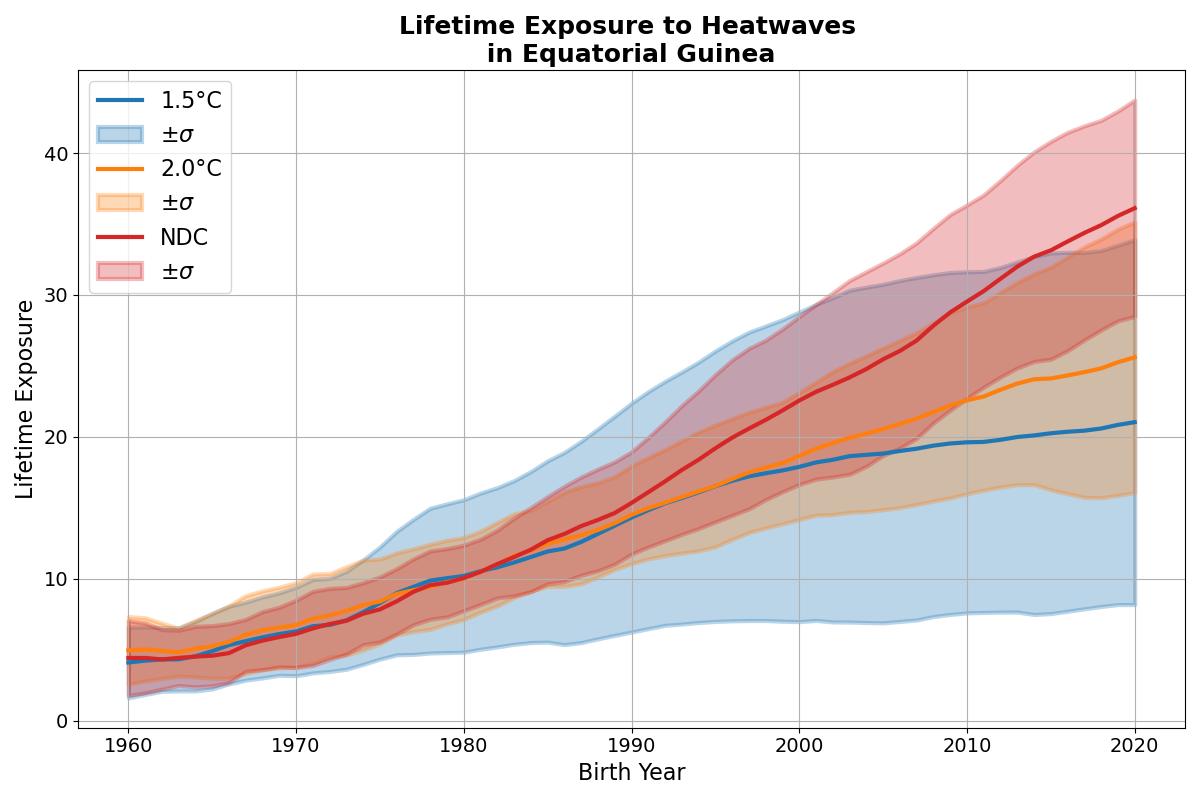 Lifetime Exposure to Heatwaves
in Equatorial Guinea
1.5°C
±σ
2.0°C
±σ
NDC
±σ
Lifetime Exposure
40
30
20
10
0
1960 1970 1980 1990 2000 2010 2020
Birth Year